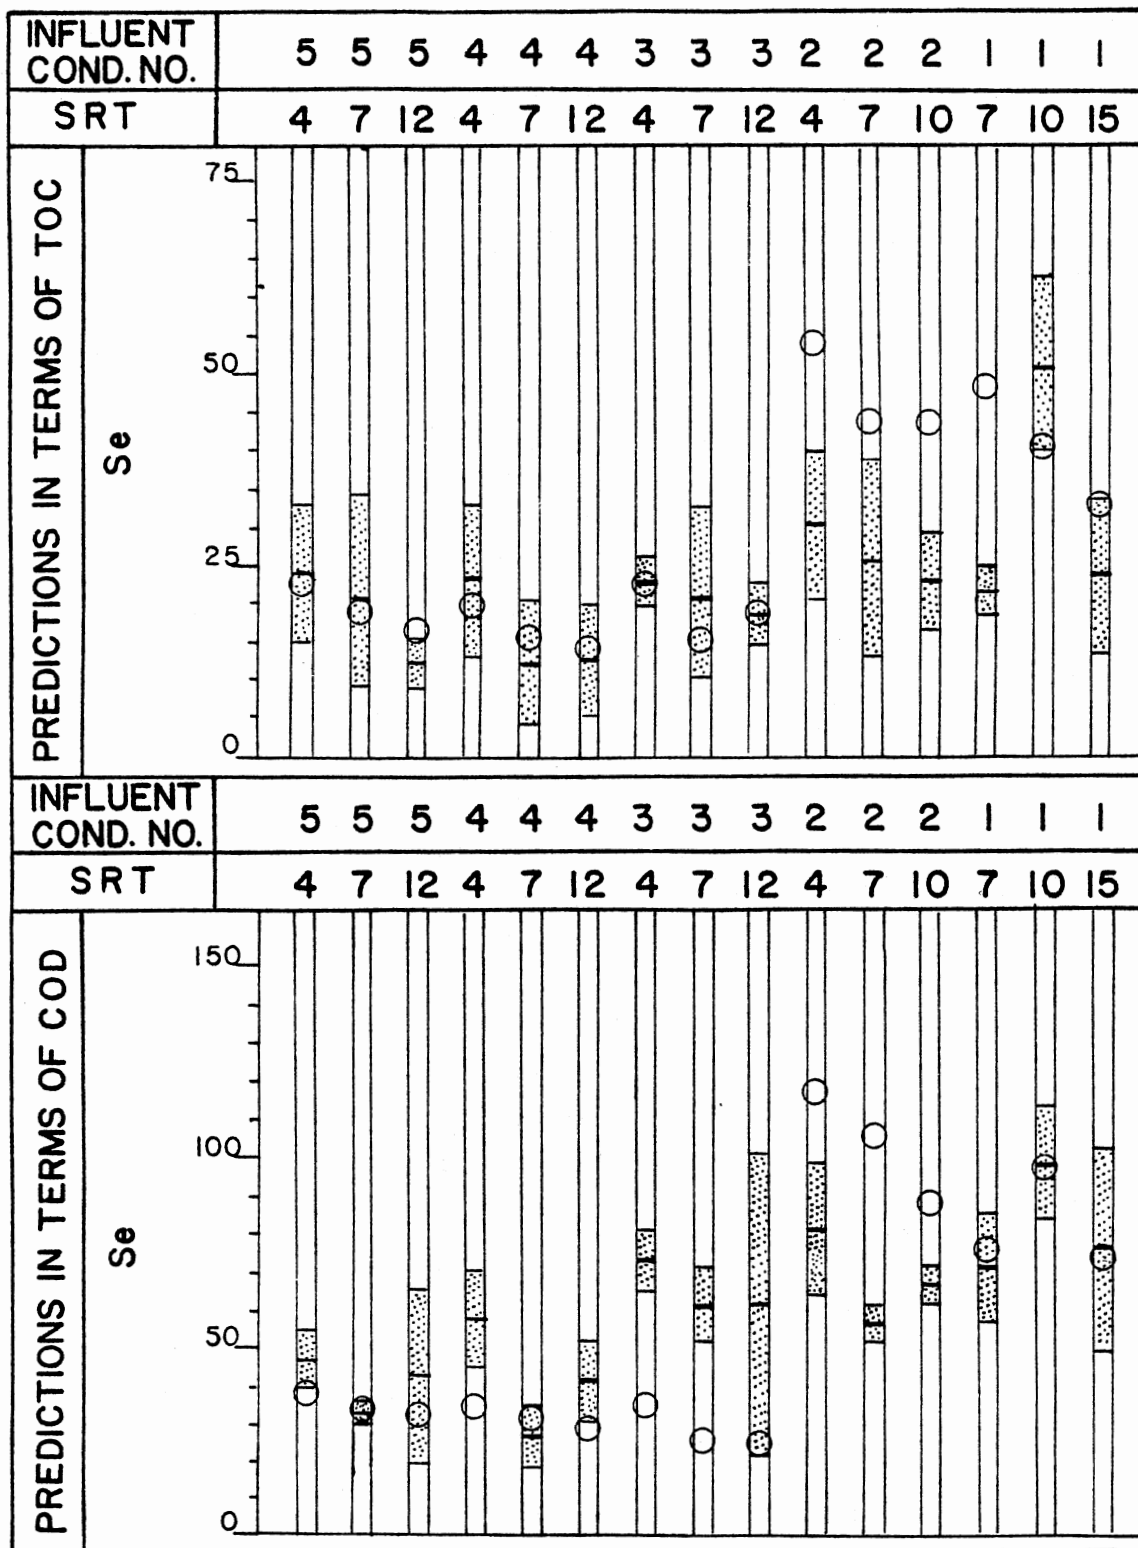 INFLUENT
COND. NO.
5 5 5 4 4 4 3 3 3 2 2 2 1 1 1
SRT
4 7 12 4 7 12 4 7 12 4 7 10 7 10 15
PREDICTIONS IN TERMS OF TOC
Se
75
50
25
0
INFLUENT
COND. NO.
5 5 5 4 4 4 3 3 3 2 2 2 1 1 1
SRT
4 7 12 4 7 12 4 7 12 4 7 10 7 10 15
PREDICTIONS IN TERMS OF COD
Se
150
100
50
0